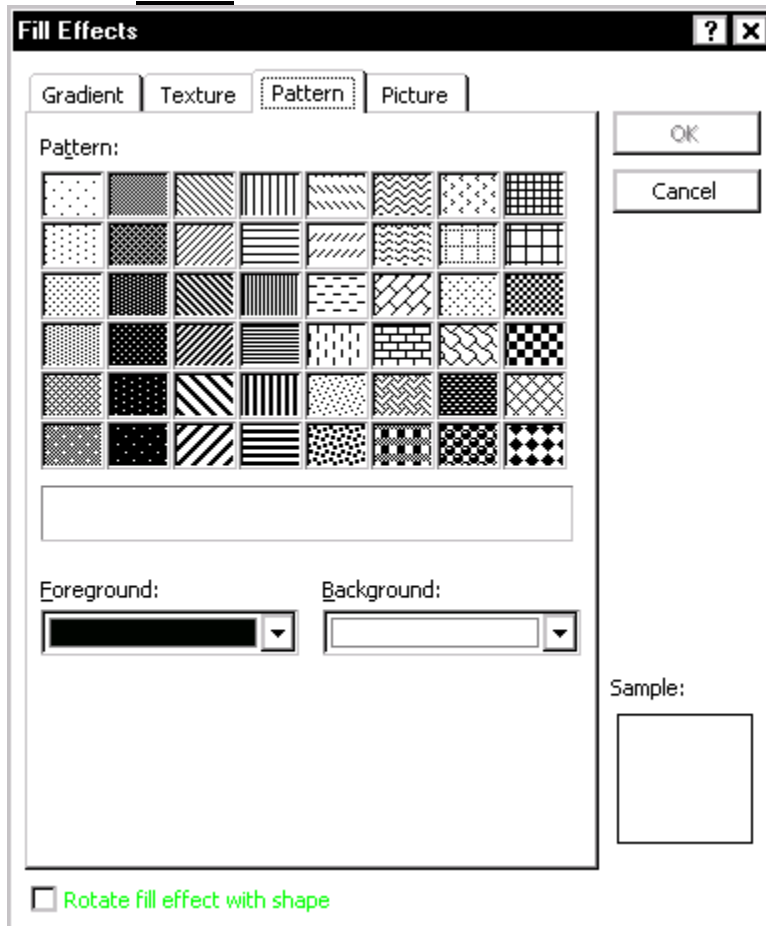 Fill Effects
Gradient Texture Pattern Picture
OK
Pattern:
Cancel
Foreground: Background:
Sample:
Rotate fill effect with shape